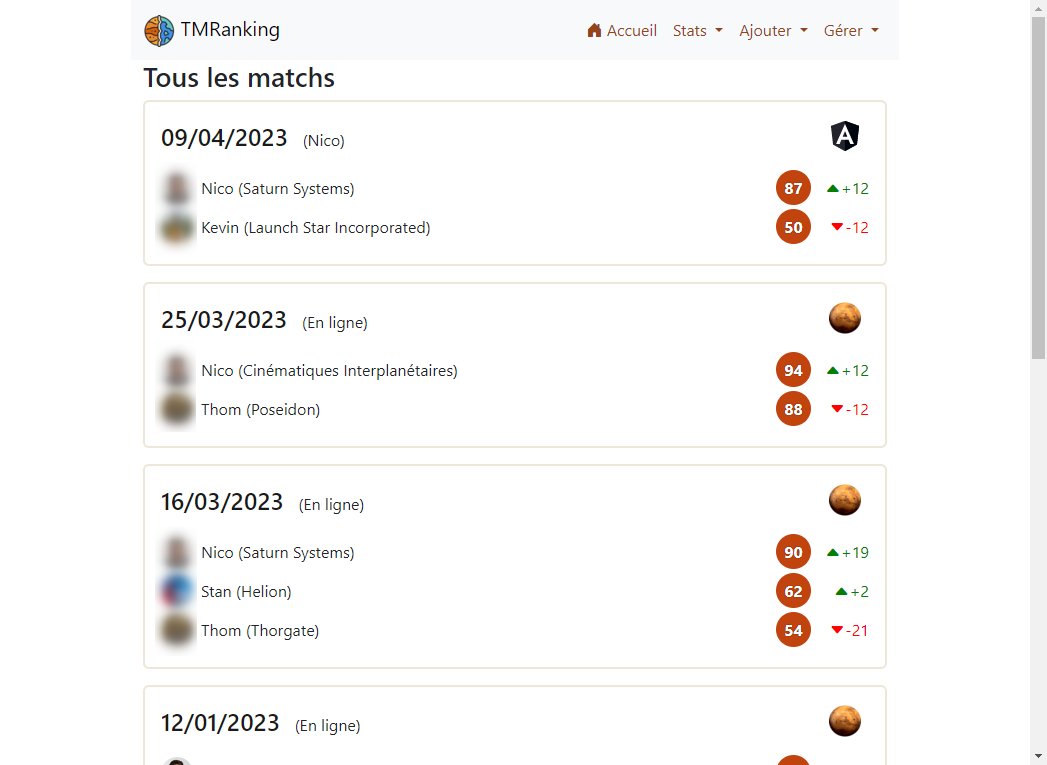 TMRanking Accueil Stats Ajouter Gérer
Tous les matchs
09/04/2023 (Nico) A
Nico (Saturn Systems) 87 +12
Kevin (Launch Star Incorporated) 50 -12
25/03/2023 (En ligne)
Nico (Cinématiques Interplanétaires) 94 +12
Thom (Poseidon) 88 -12
16/03/2023 (En ligne)
Nico (Saturn Systems) 90 +19
Stan (Helion) 62 +2
Thom (Thorgate) 54 -21
12/01/2023 (En ligne)